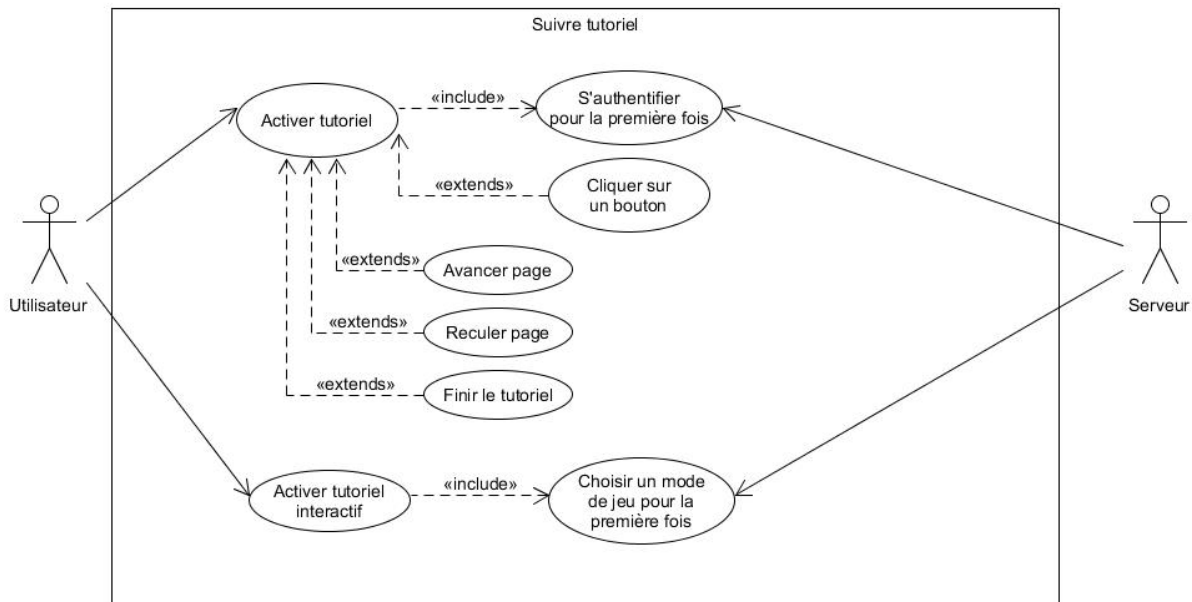 Suivre tutoriel
Activer tutoriel
«include»
S'authentifier
pour la première fois
«extends»
Cliquer sur
un bouton
«extends»
Avancer page
«extends»
Reculer page
«extends»
Finir le tutoriel
Utilisateur
Serveur
Activer tutoriel
interactif
«include»
Choisir un mode
de jeu pour la
première fois